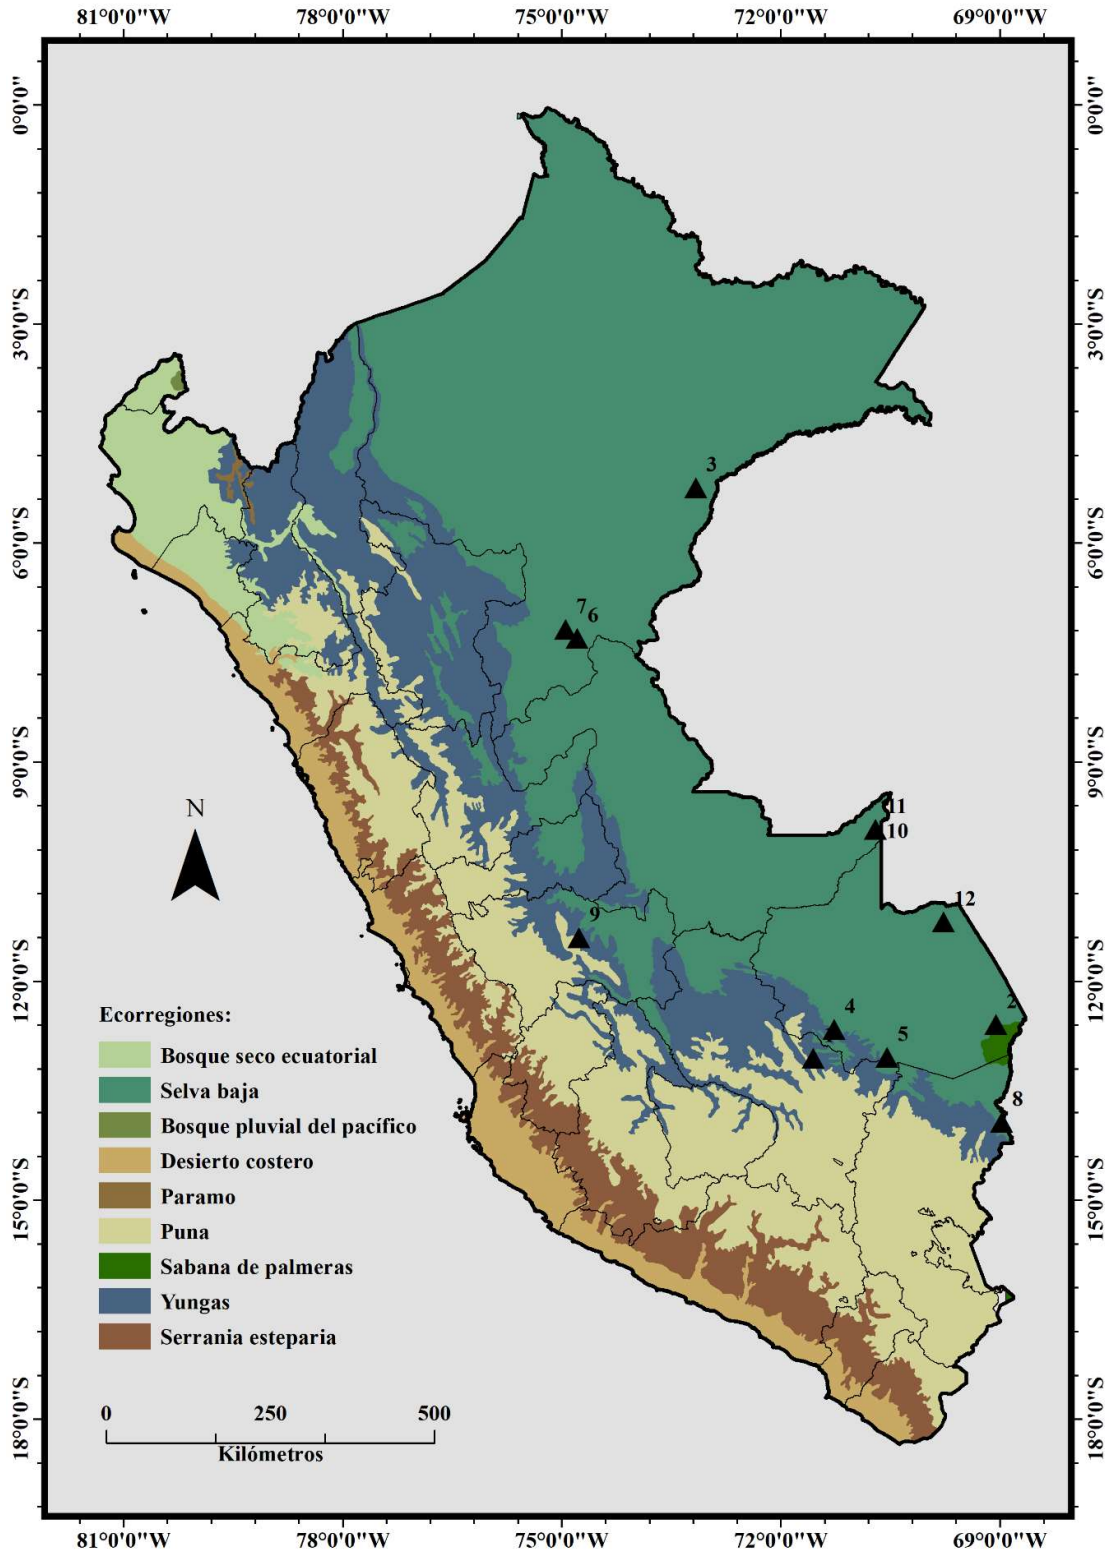 81°0'0"W 78°0'0"W 75°0'0"W 72°0'0"W 69°0'0"W
0°0'0" 0°0'0"
3°0'0"S 3°0'0"S
3
6°0'0"S 6°0'0"S
7 6
9°0'0"S 9°0'0"S
11
N
10
12
9
12°0'0"S 12°0'0"S
2
4
5
8
Ecorregiones:
Bosque seco ecuatorial
Selva baja
Bosque pluvial del pacífico
Desierto costero
Paramo
Puna
Sabana de palmeras
Yungas
Serrania esteparia
15°0'0"S 15°0'0"S
0 250 500
Kilómetros
18°0'0"S 18°0'0"S
81°0'0"W 78°0'0"W 75°0'0"W 72°0'0"W 69°0'0"W